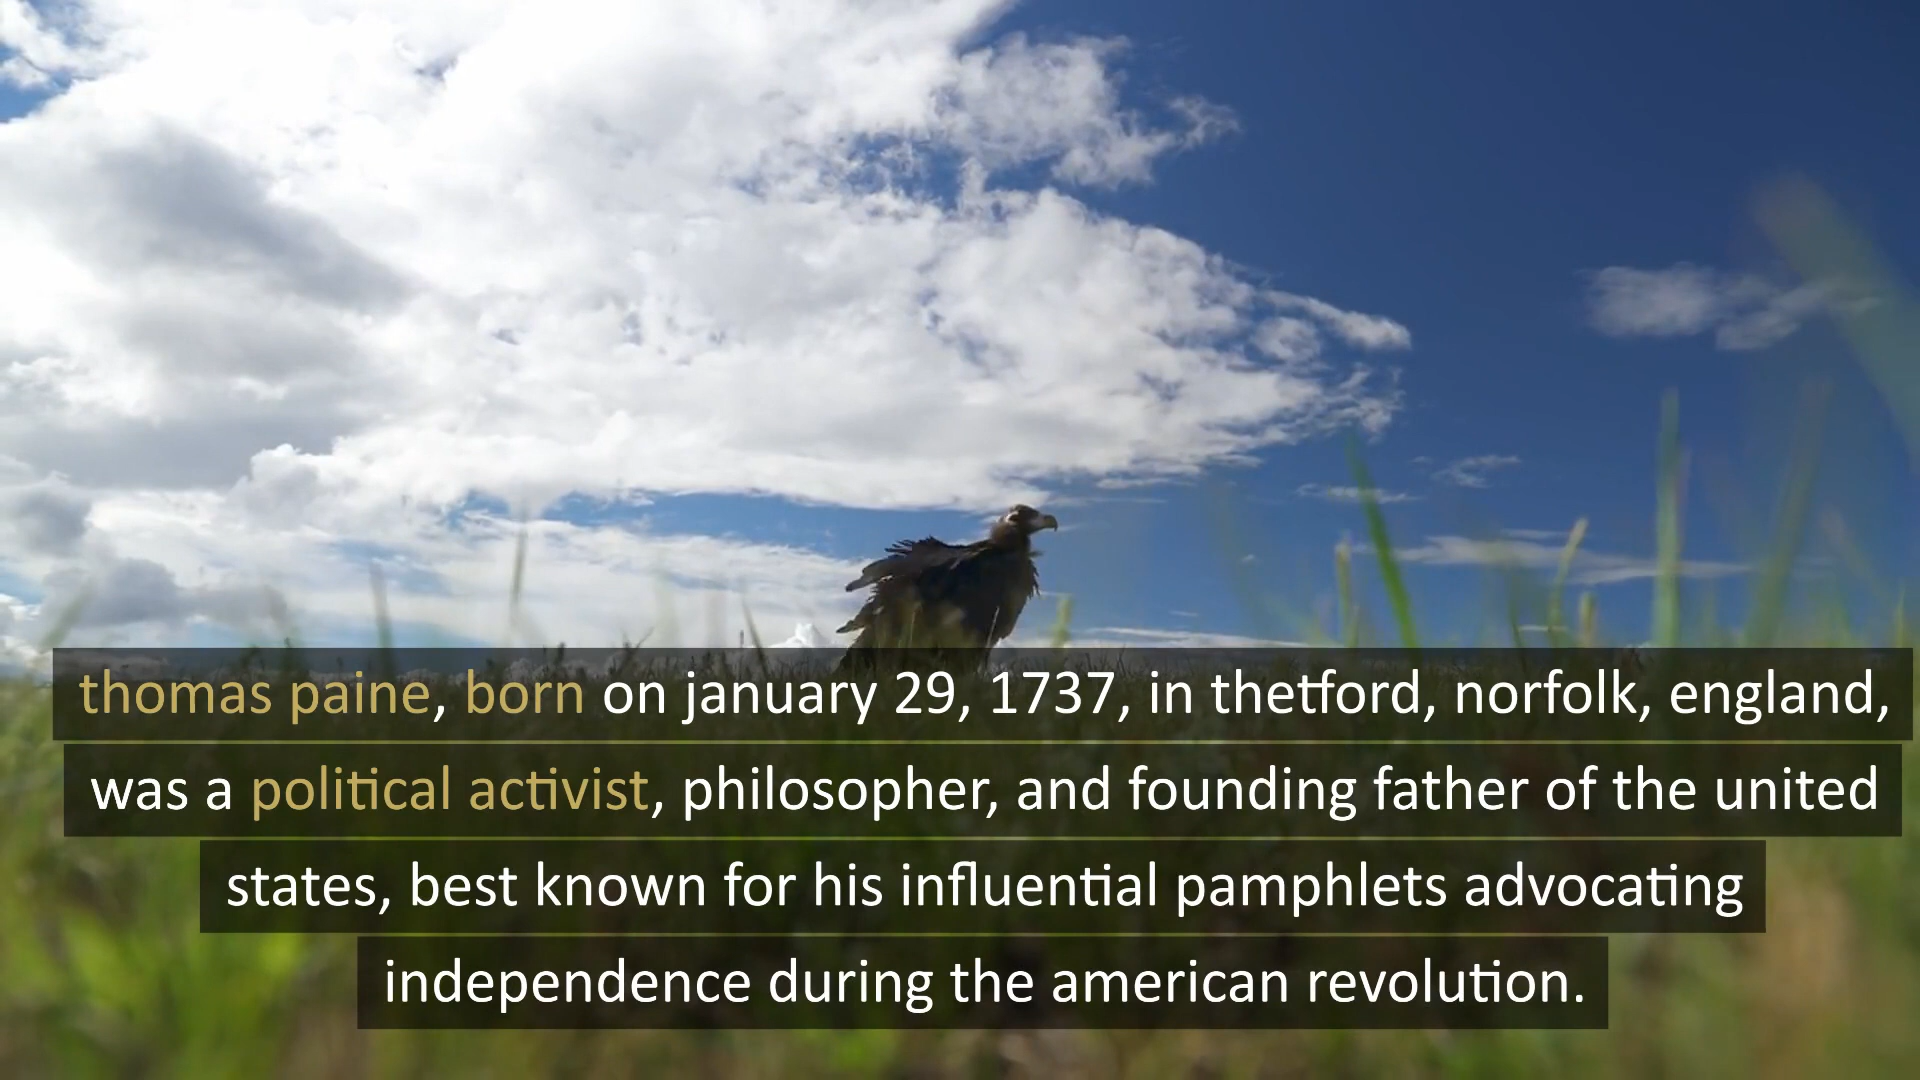 thomas paine, born on january 29, 1737, in thetford, norfolk, england,
was a political activist, philosopher, and founding father of the united
states, best known for his influential pamphlets advocating
independence during the american revolution.